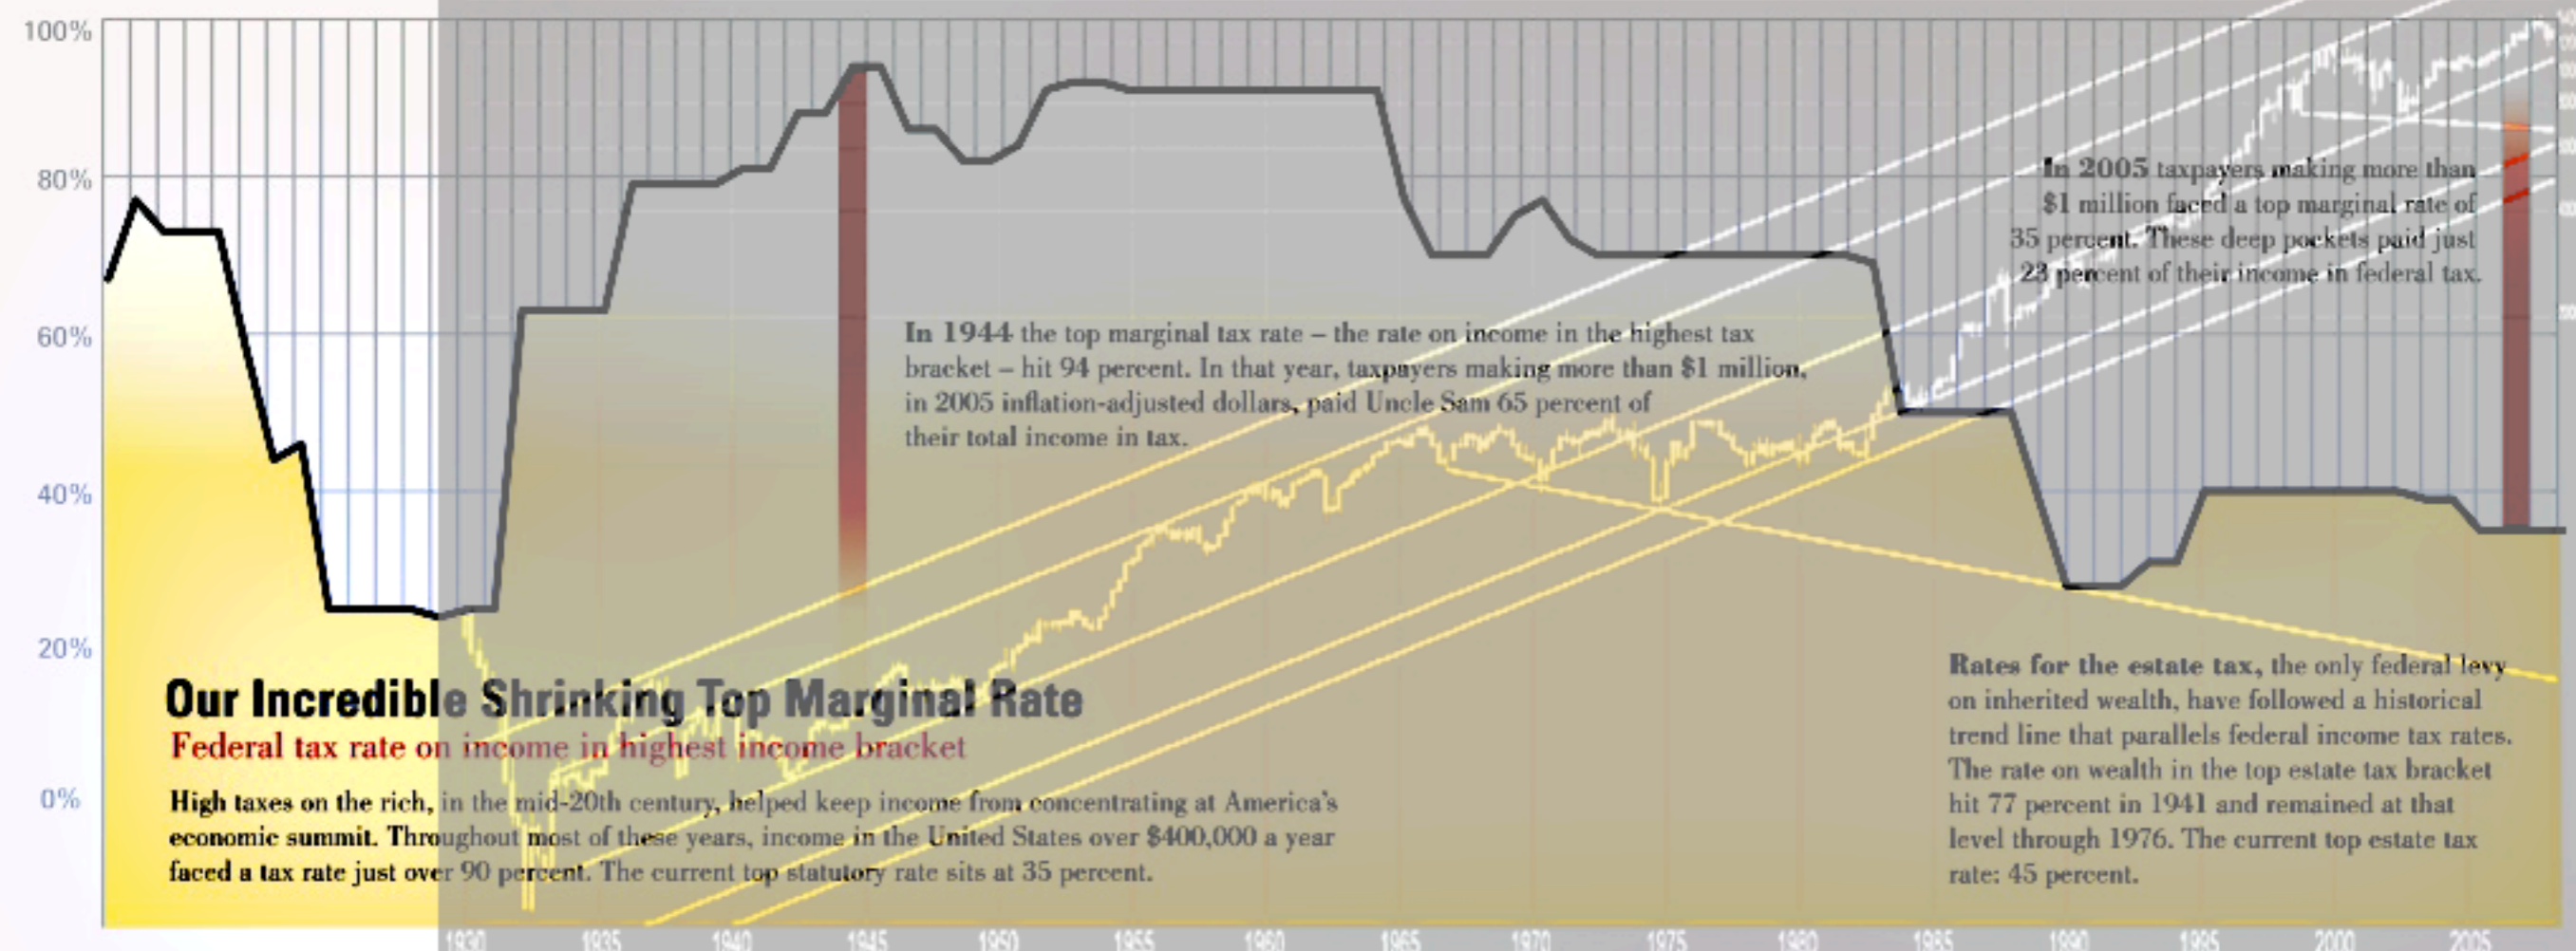 100%
80%
60%
40%
20%
0%
In 2005 taxpayers making more than
$1 million faced a top marginal rate of
35 percent. These deep pockets paid just
23 percent of their income in federal tax.
In 1944 the top marginal tax rate – the rate on income in the highest tax
bracket – hit 94 percent. In that year, taxpayers making more than $1 million,
in 2005 inflation-adjusted dollars, paid Uncle Sam 65 percent of
their total income in tax.
Our Incredible Shrinking Top Marginal Rate
Federal tax rate on income in highest income bracket
High taxes on the rich, in the mid-20th century, helped keep income from concentrating at America's
economic summit. Throughout most of these years, income in the United States over $400,000 a year
faced a tax rate just over 90 percent. The current top statutory rate sits at 35 percent.
Rates for the estate tax, the only federal levy
on inherited wealth, have followed a historical
trend line that parallels federal income tax rates.
The rate on wealth in the top estate tax bracket
hit 77 percent in 1941 and remained at that
level through 1976. The current top estate tax
rate: 45 percent.
1930 1935 1940 1945 1950 1955 1960 1965 1970 1975 1980 1985 1990 1995 2000 2005